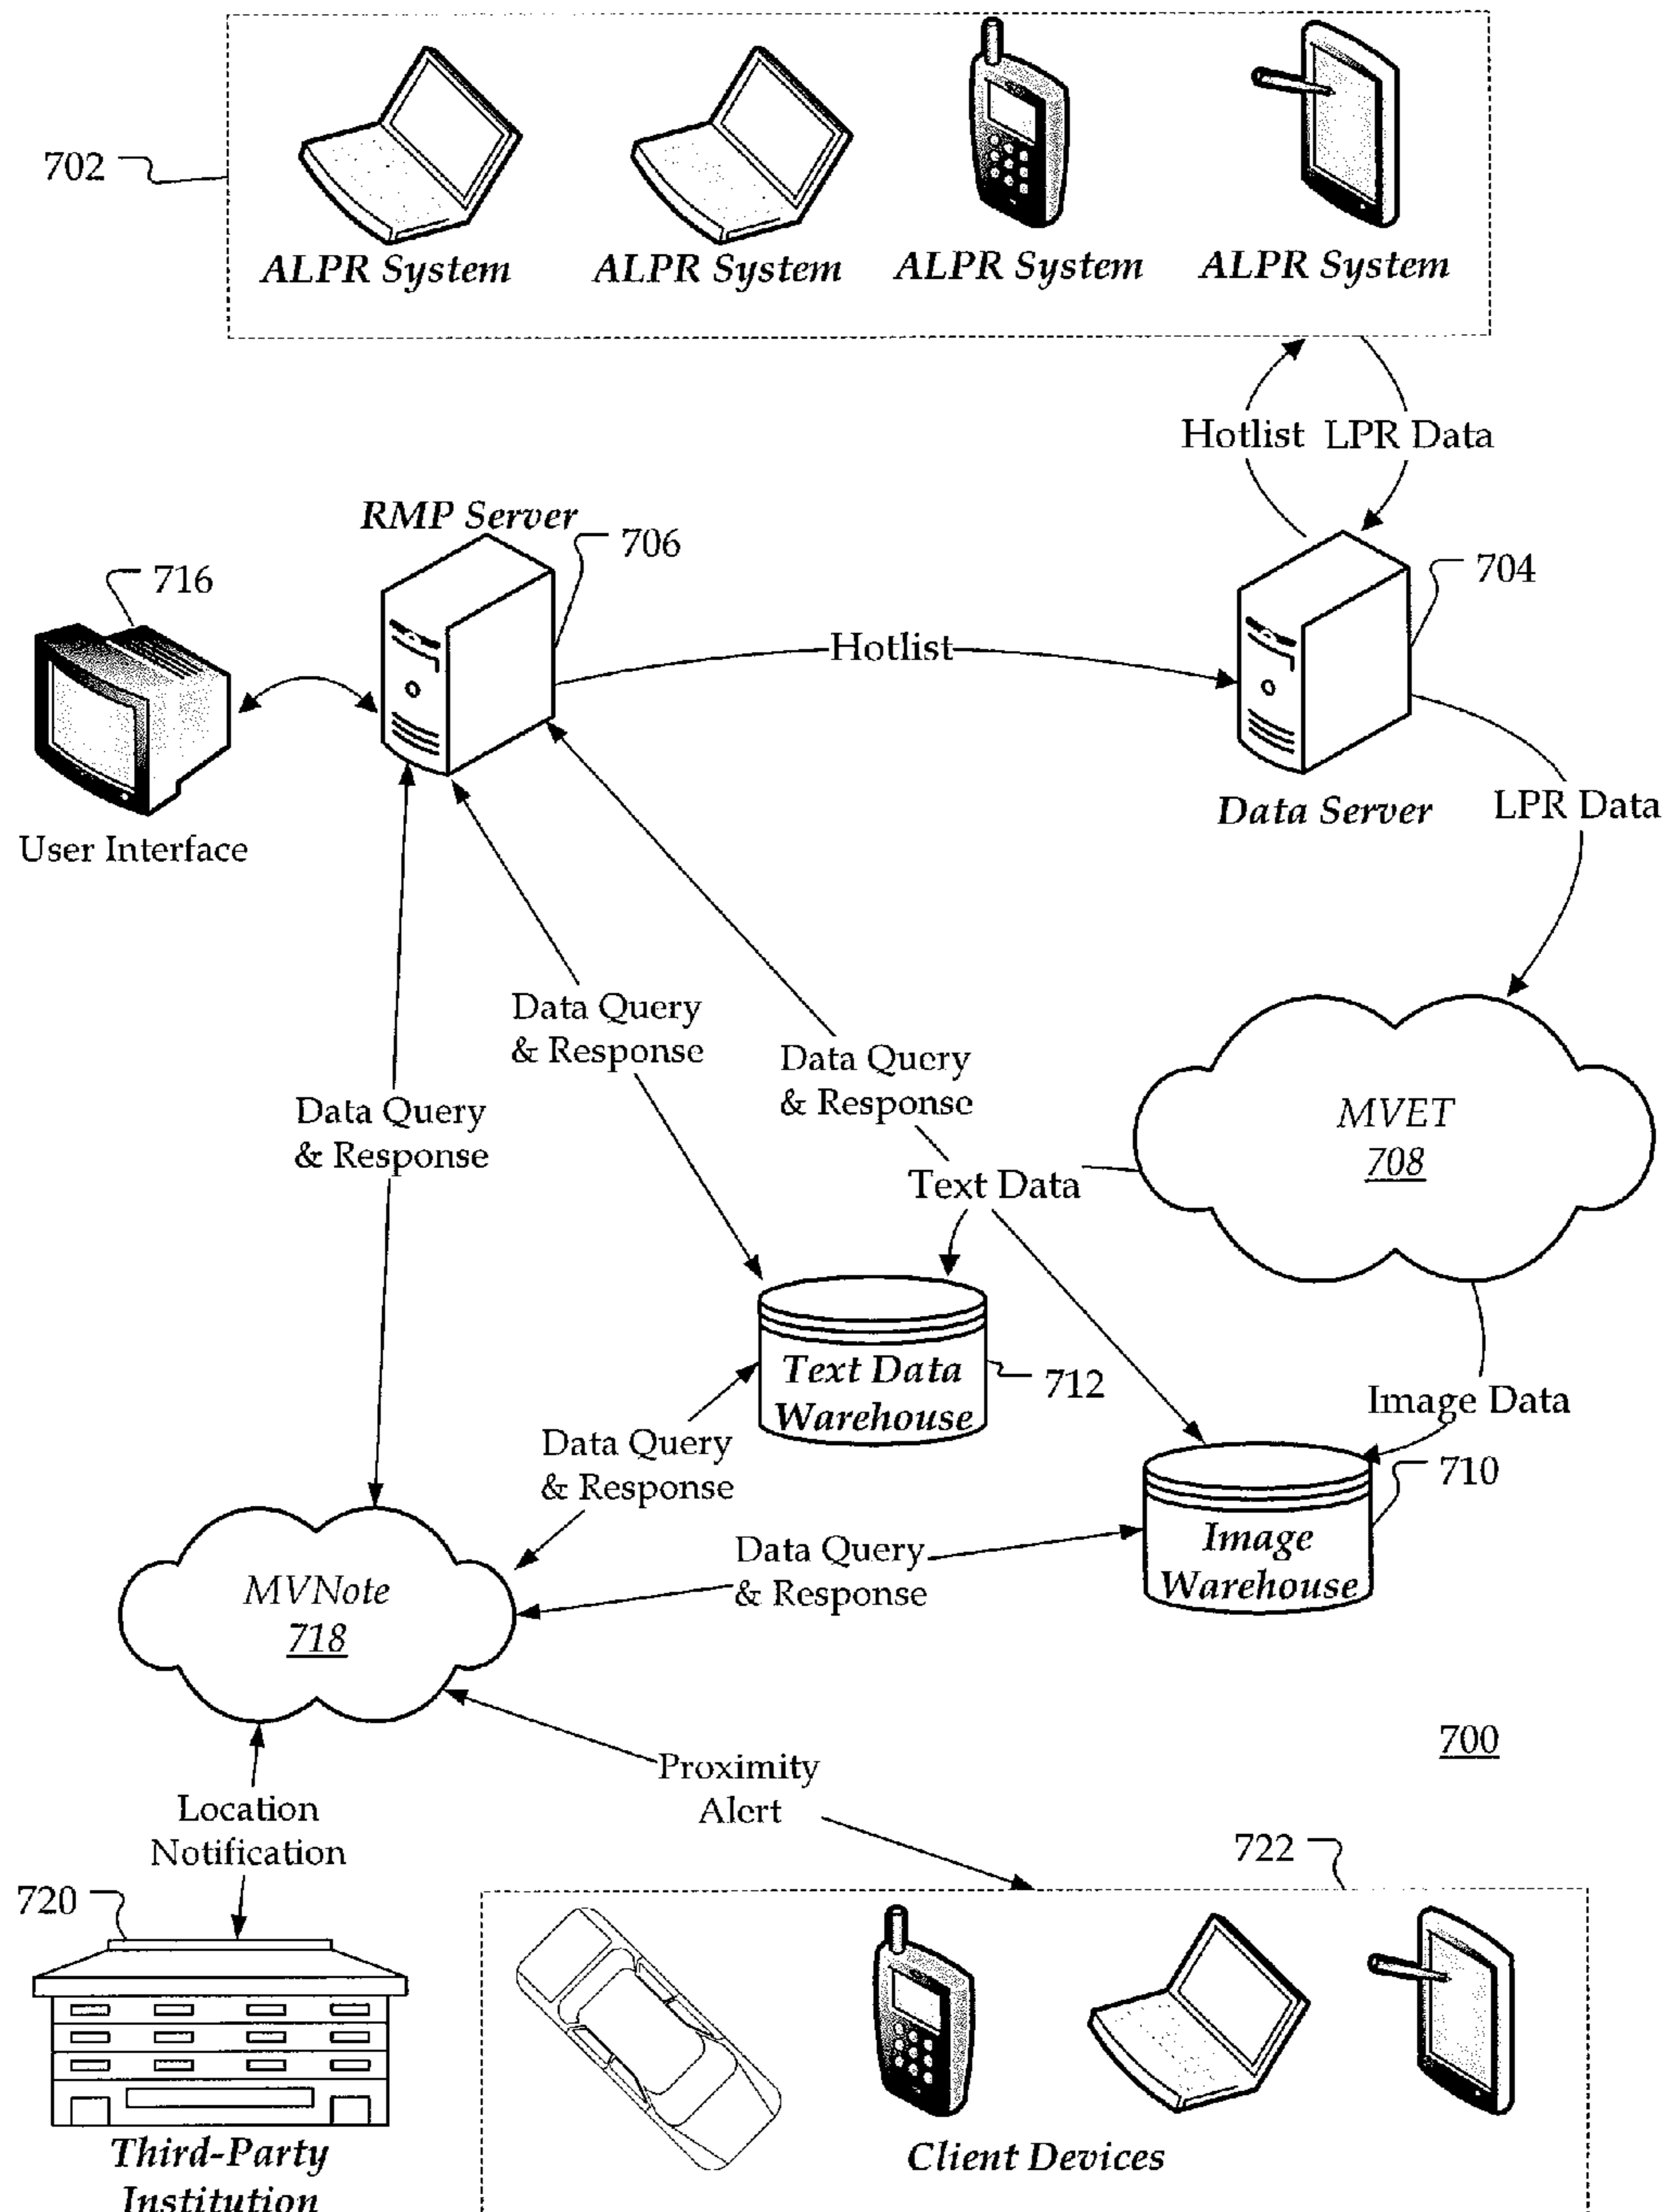 702
ALPR System
ALPR System
ALPR System
ALPR System
Hotlist
LPR Data
RMP Server
706
716
704
Hotlist
User Interface
Data Server
LPR Data
Data Query
& Response
Data Query
& Response
Data Query
& Response
MVET
708
Text Data
Text Data
Warehouse
712
Image Data
710
Data Query
& Response
Image
Warehouse
Data Query
& Response
MVNote
718
700
Proximity
Alert
Location
Notification
722
720
Third-Party
Institution
Client Devices